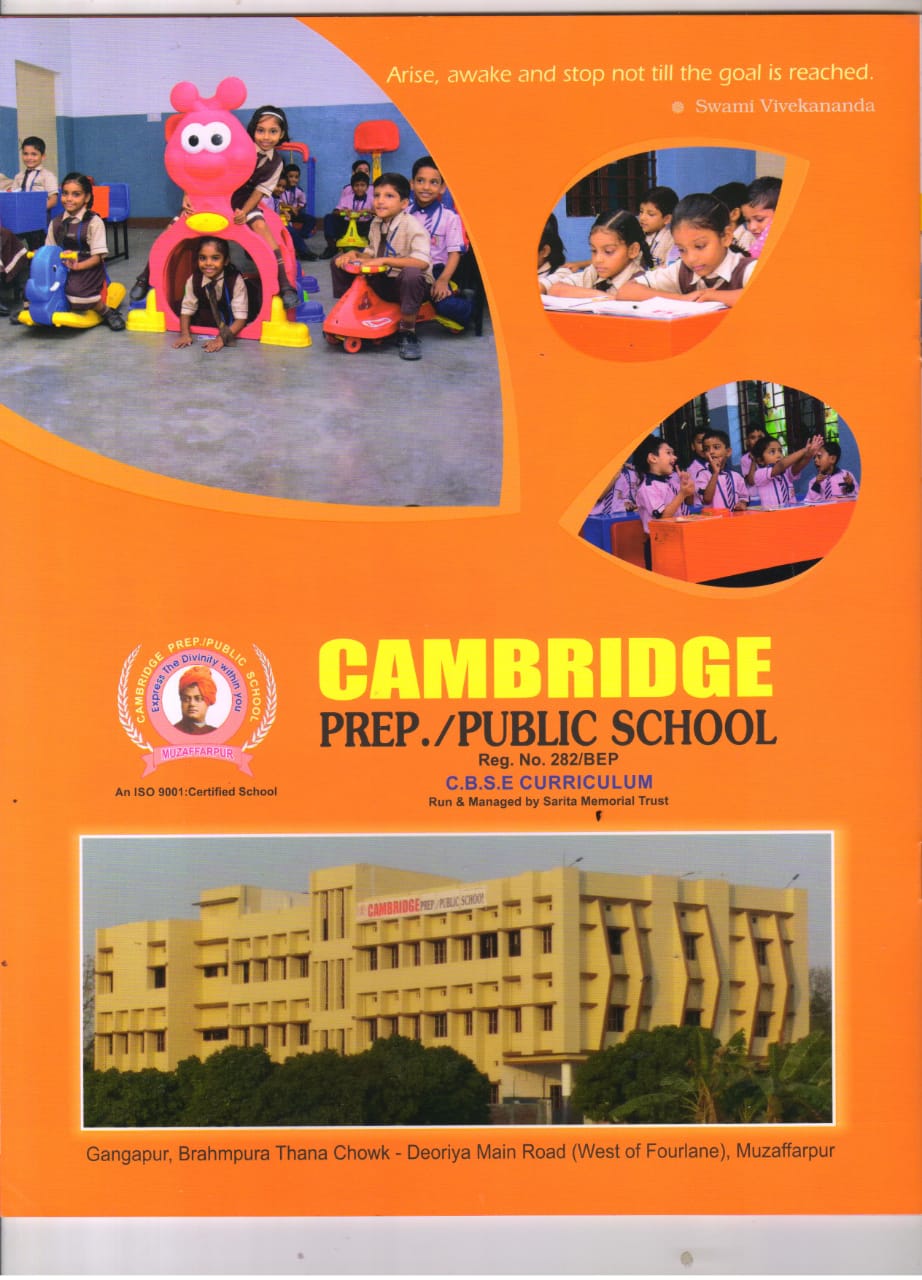 Arise, awake and stop not till the goal is reached.
Swami Vivekananda
CAMBRIDGE PREP./PUBLIC SCHOOL
Express The Divinity within you
MUZAFFARPUR
An ISO 9001:Certified School
CAMBRIDGE
PREP./PUBLIC SCHOOL
Reg. No. 282/BEP
C.B.S.E CURRICULUM
Run & Managed by Sarita Memorial Trust
CAMBRIDGE PREP./PUBLIC SCHOOL
Gangapur, Brahmpura Thana Chowk - Deoriya Main Road (West of Fourlane), Muzaffarpur